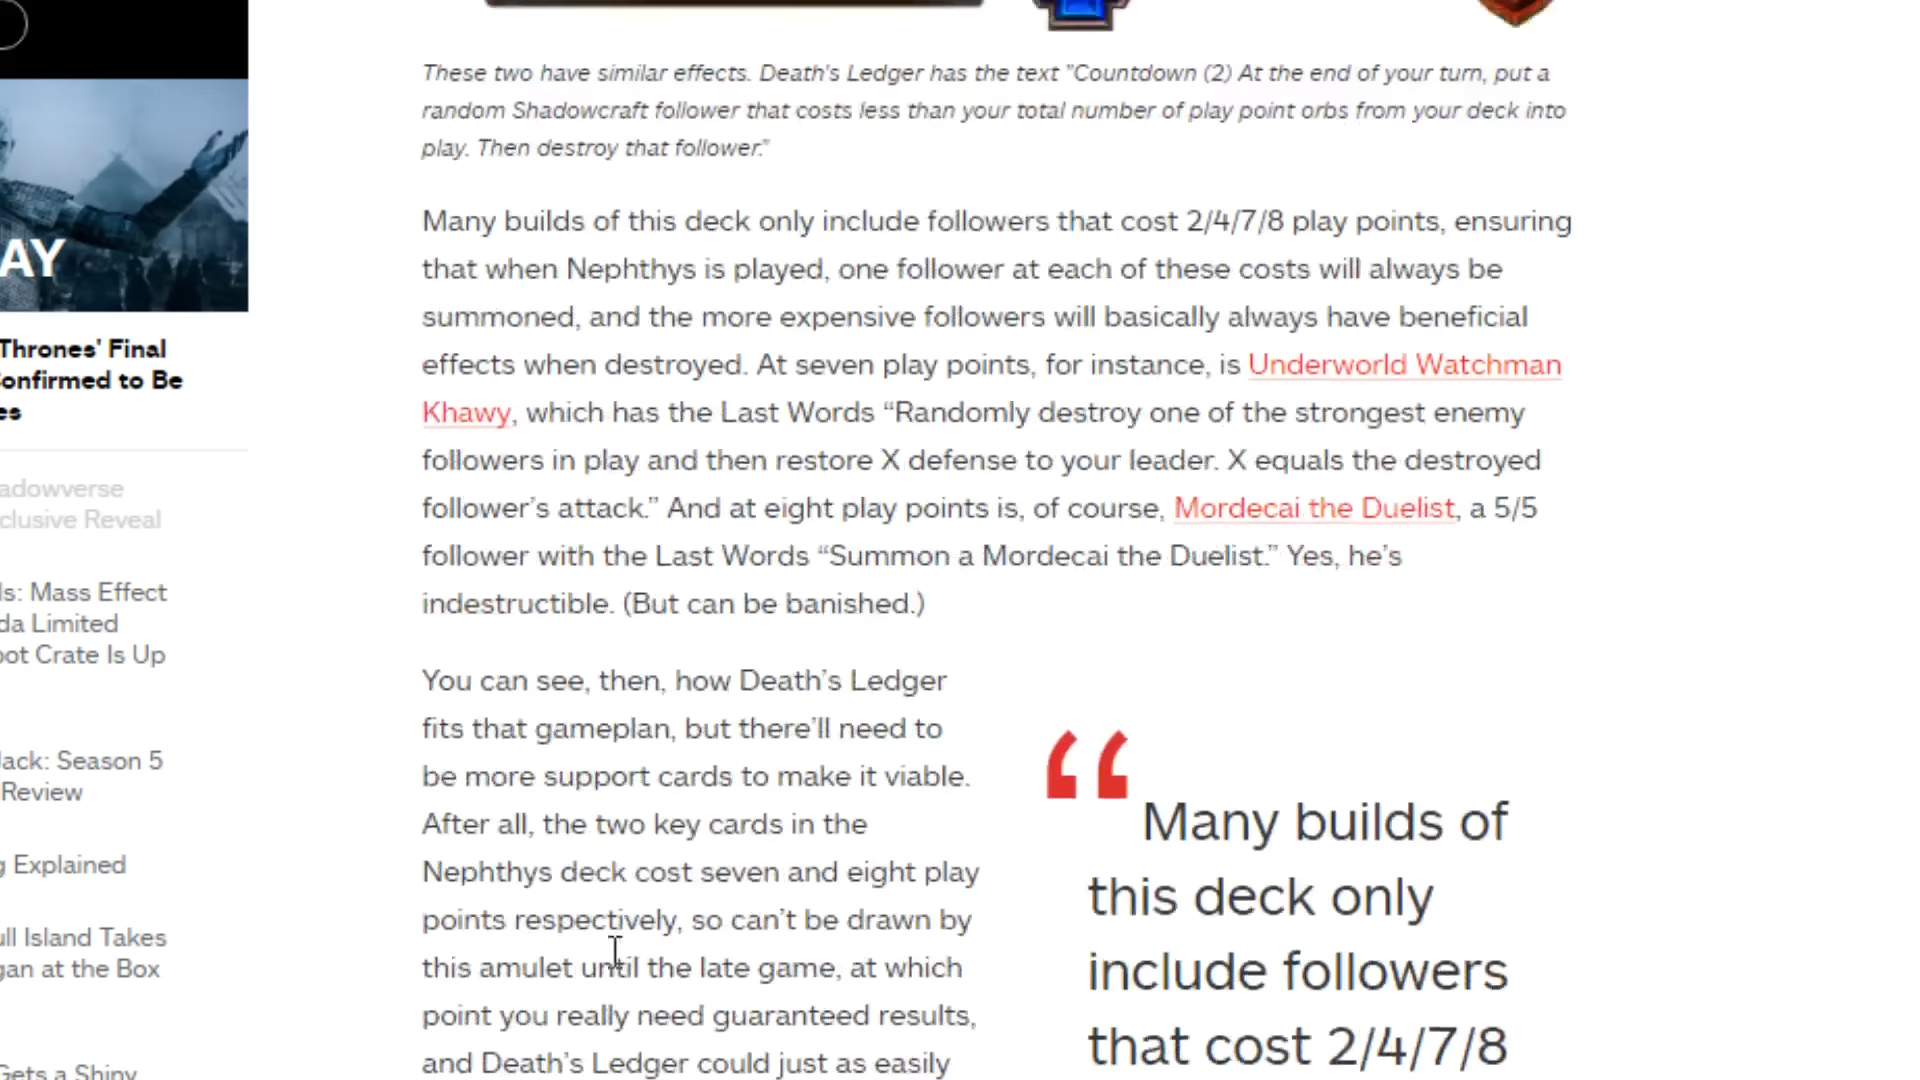 AY
Thrones' Final
onfirmed to Be
es
adowverse
clusive Reveal
ls: Mass Effect
da Limited
oot Crate Is Up
Jack: Season 5
Review
g Explained
ull Island Takes
gan at the Box
Gets a Shiny
These two have similar effects. Death's Ledger has the text "Countdown (2) At the end of your turn, put a
random Shadowcraft follower that costs less than your total number of play point orbs from your deck into
play. Then destroy that follower."
Many builds of this deck only include followers that cost 2/4/7/8 play points, ensuring
that when Nephthys is played, one follower at each of these costs will always be
summoned, and the more expensive followers will basically always have beneficial
effects when destroyed. At seven play points, for instance, is Underworld Watchman
Khawy, which has the Last Words “Randomly destroy one of the strongest enemy
followers in play and then restore X defense to your leader. X equals the destroyed
follower’s attack.” And at eight play points is, of course, Mordecai the Duelist, a 5/5
follower with the Last Words “Summon a Mordecai the Duelist.” Yes, he’s
indestructible. (But can be banished.)
You can see, then, how Death’s Ledger
fits that gameplan, but there’ll need to
be more support cards to make it viable.
After all, the two key cards in the
Nephthys deck cost seven and eight play
points respectively, so can’t be drawn by
this amulet until the late game, at which
point you really need guaranteed results,
and Death’s Ledger could just as easily
“
Many builds of
this deck only
include followers
that cost 2/4/7/8